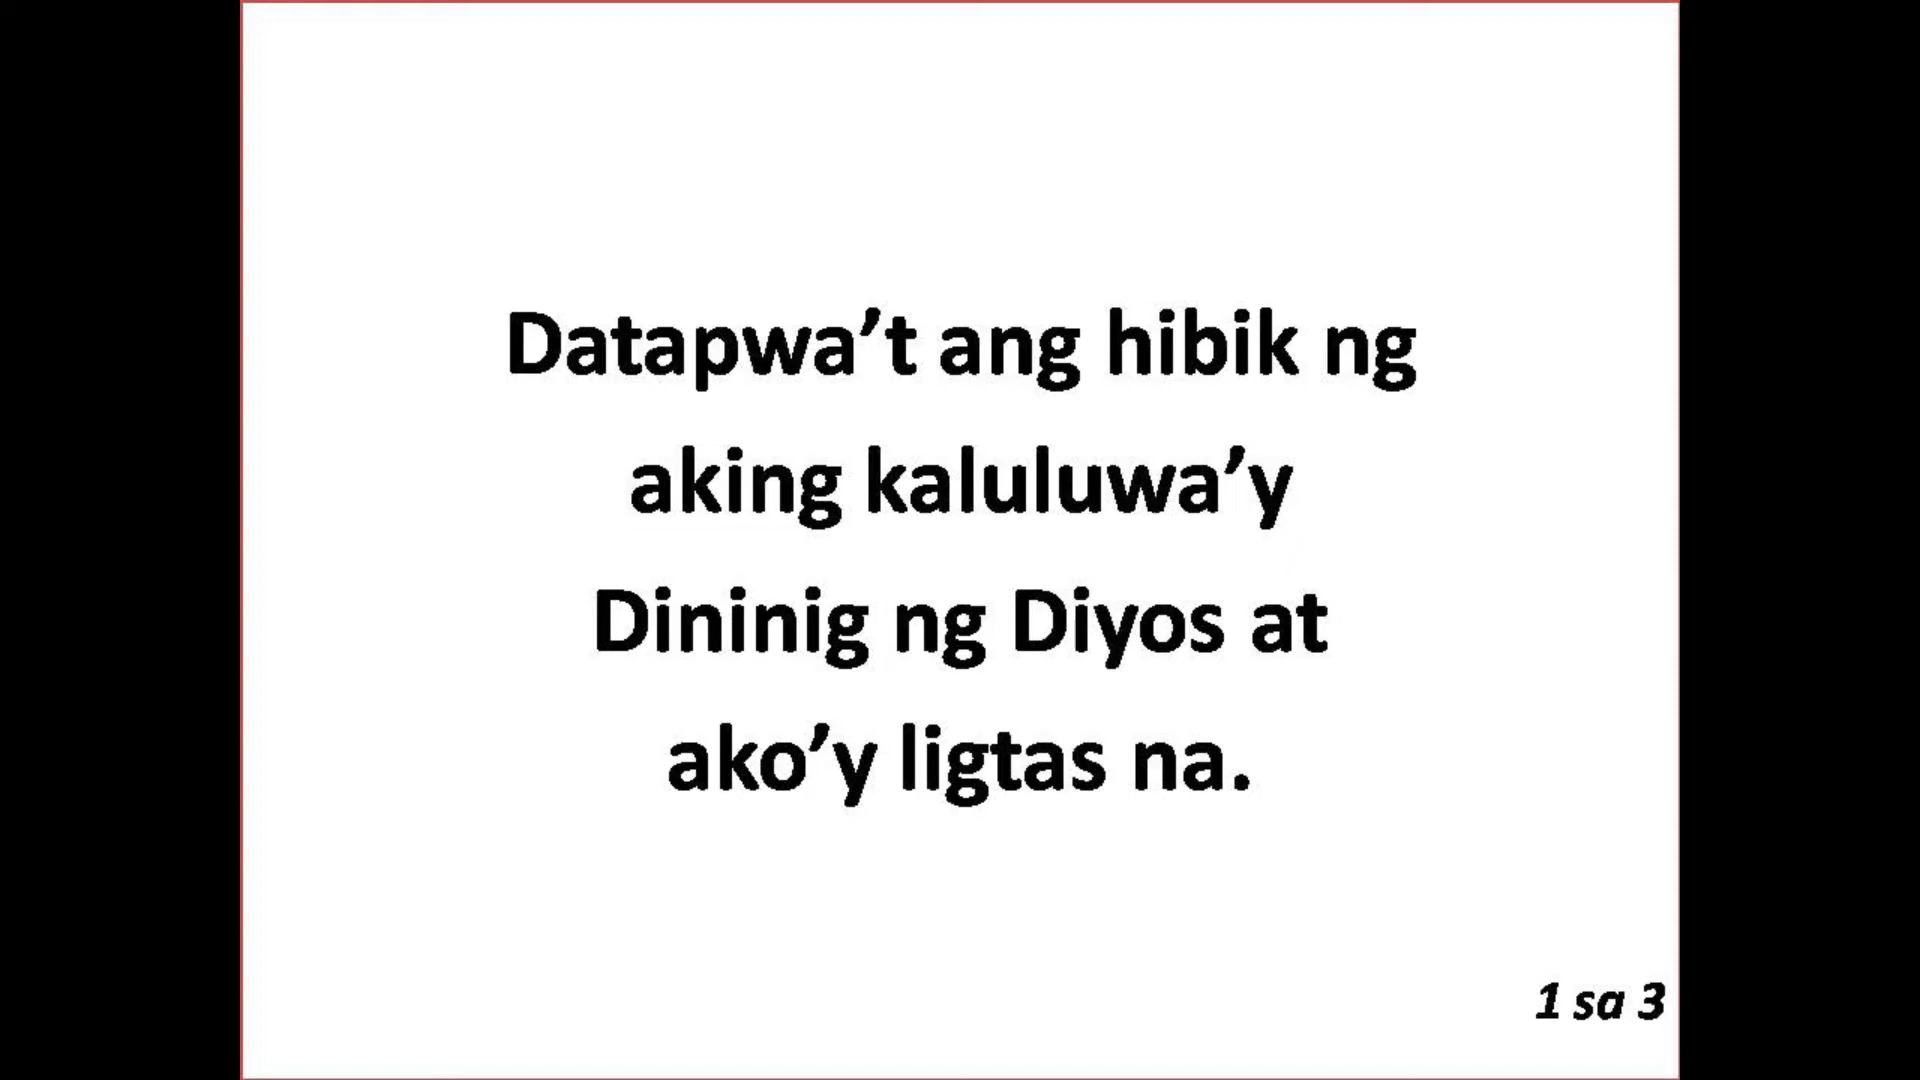 Datapwa’t ang hibik ng
aking kaluluwa’y
Dininig ng Diyos at
ako’y ligtas na.
1 sa 3